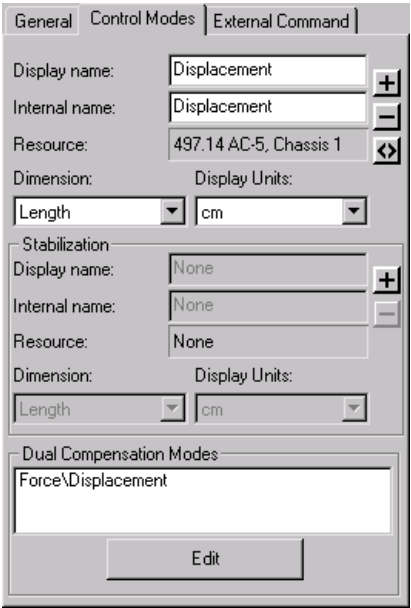 General Control Modes External Command
Display name: Displacement
Internal name: Displacement
Resource: 497.14 AC-5, Chassis 1
Dimension: Display Units:
Length cm
Stabilization
Display name: None
Internal name: None
Resource: None
Dimension: Display Units:
Length cm
Dual Compensation Modes
Force\Displacement
Edit